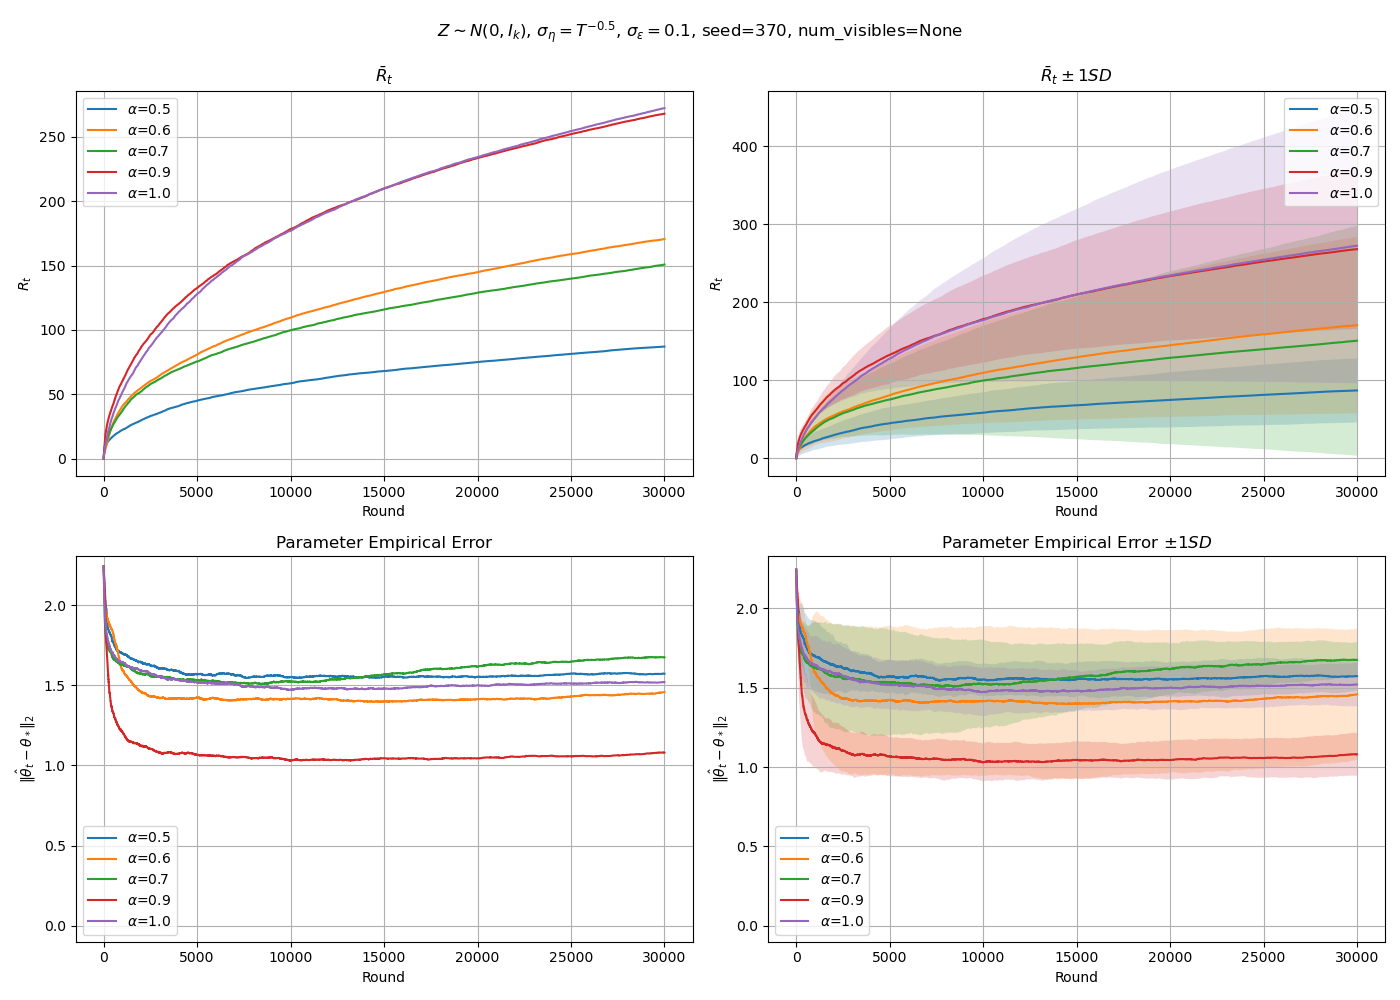 Z ∼ N(0, I_k), σ_η = T^{−0.5}, σ_ε = 0.1, seed=370, num_visibles=None
R̄_t
R_t
250
200
150
100
50
0
α=0.5
α=0.6
α=0.7
α=0.9
α=1.0
0 5000 10000 15000 20000 25000 30000
Round
R̄_t ± 1SD
R_t
400
300
200
100
0
α=0.5
α=0.6
α=0.7
α=0.9
α=1.0
0 5000 10000 15000 20000 25000 30000
Round
Parameter Empirical Error
‖θ̂_t − θ_*‖_2
2.0
1.5
1.0
0.5
0.0
α=0.5
α=0.6
α=0.7
α=0.9
α=1.0
0 5000 10000 15000 20000 25000 30000
Round
Parameter Empirical Error ±1SD
‖θ̂_t − θ_*‖_2
2.0
1.5
1.0
0.5
0.0
α=0.5
α=0.6
α=0.7
α=0.9
α=1.0
0 5000 10000 15000 20000 25000 30000
Round